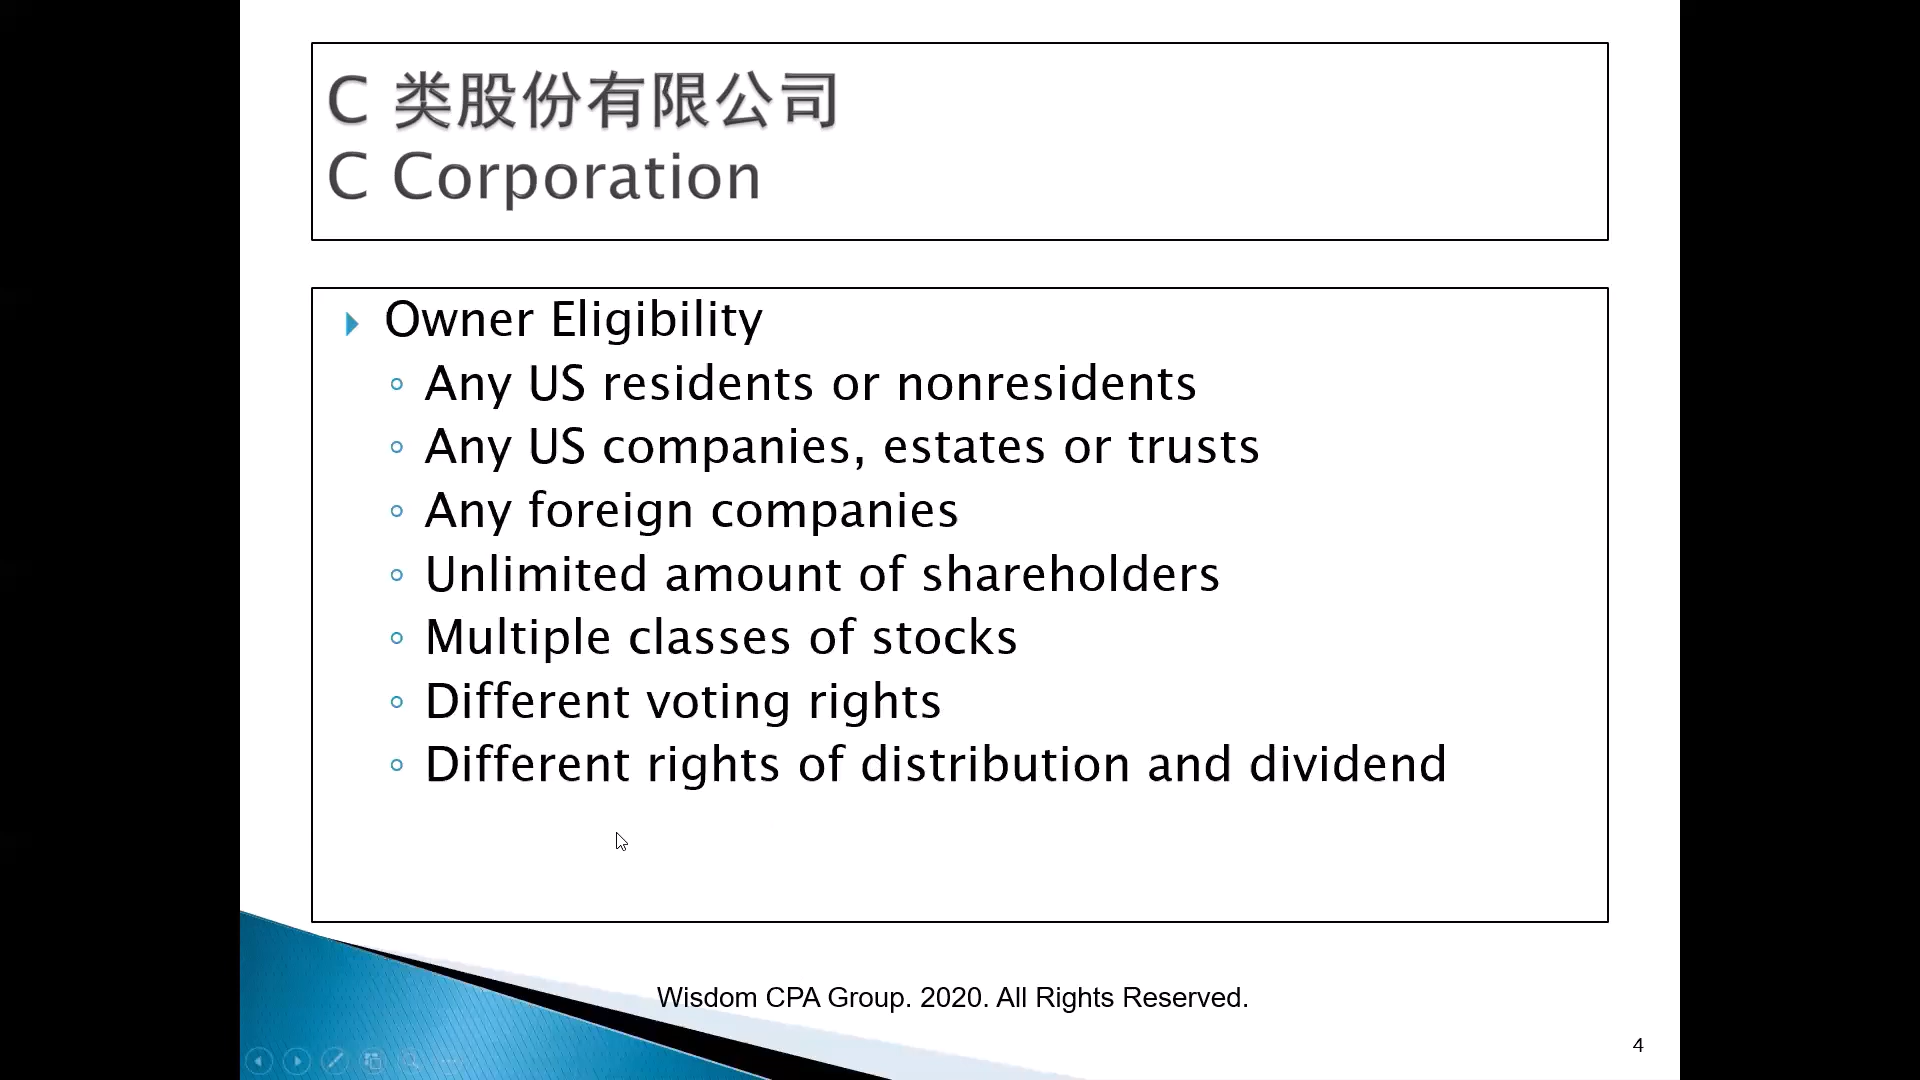 C 类股份有限公司
C Corporation
Owner Eligibility
Any US residents or nonresidents
Any US companies, estates or trusts
Any foreign companies
Unlimited amount of shareholders
Multiple classes of stocks
Different voting rights
Different rights of distribution and dividend
Wisdom CPA Group. 2020. All Rights Reserved.
4